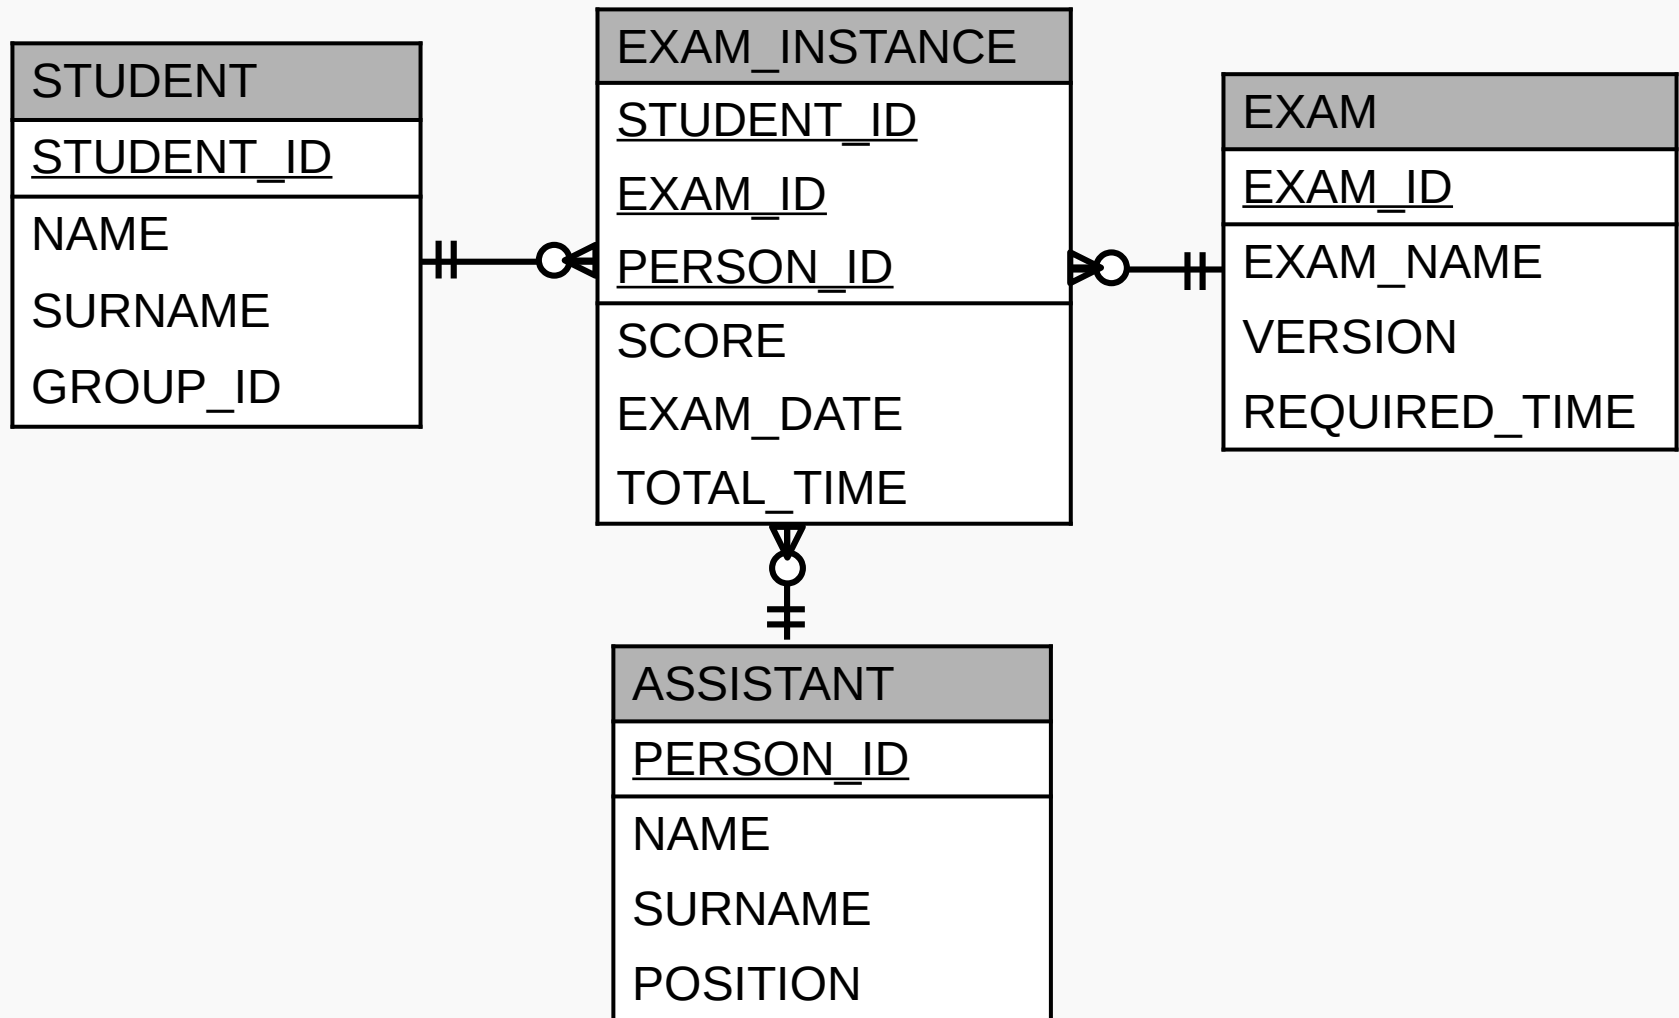 STUDENT
STUDENT_ID
NAME
SURNAME
GROUP_ID
EXAM_INSTANCE
STUDENT_ID
EXAM_ID
PERSON_ID
SCORE
EXAM_DATE
TOTAL_TIME
EXAM
EXAM_ID
EXAM_NAME
VERSION
REQUIRED_TIME
ASSISTANT
PERSON_ID
NAME
SURNAME
POSITION